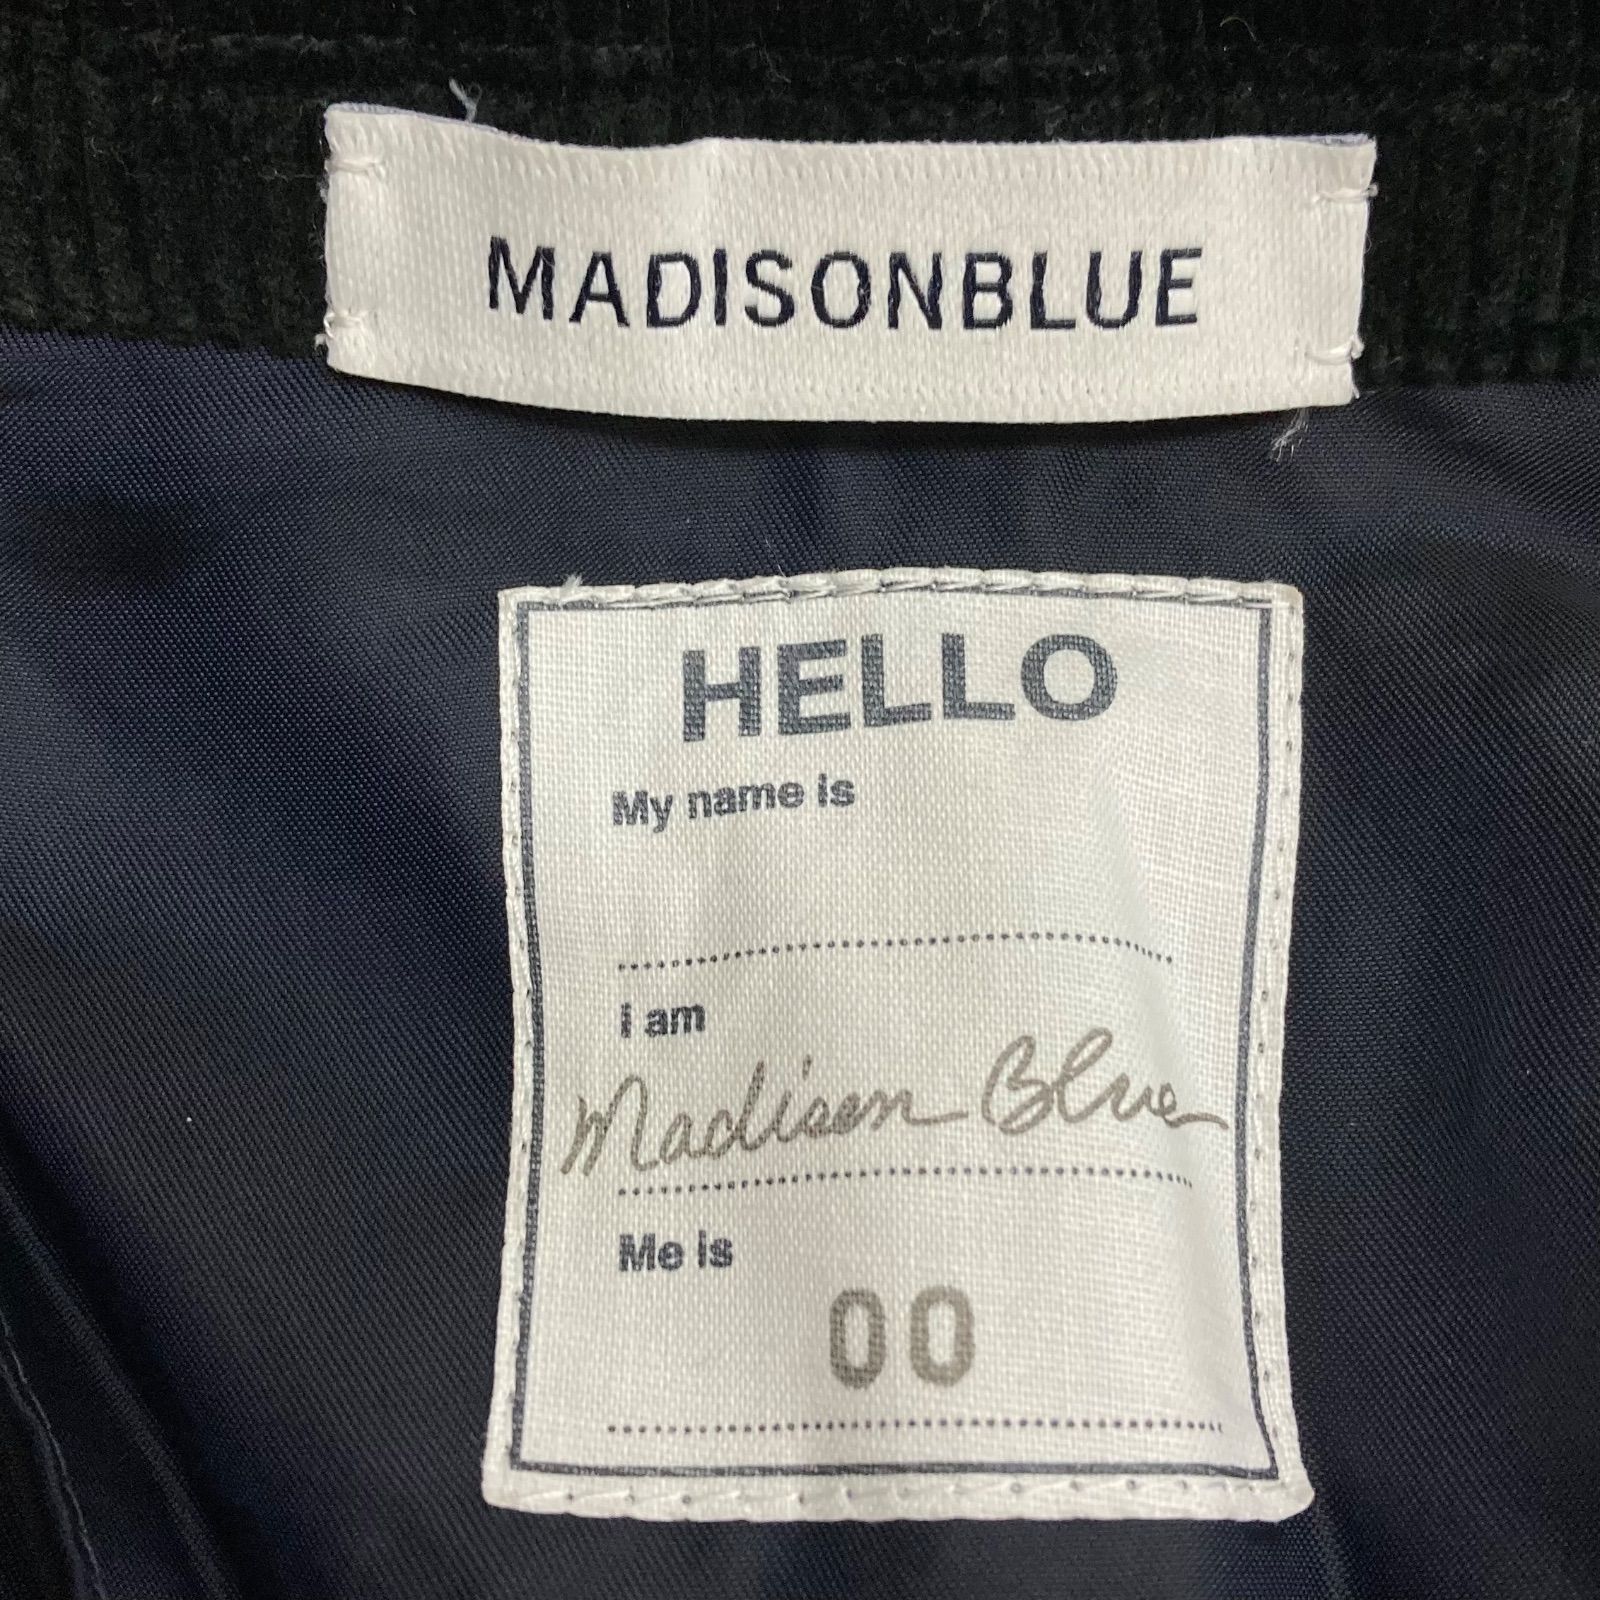 MADISONBLUE
HELLO
My name is
i am
Madison Blue
Me is
00